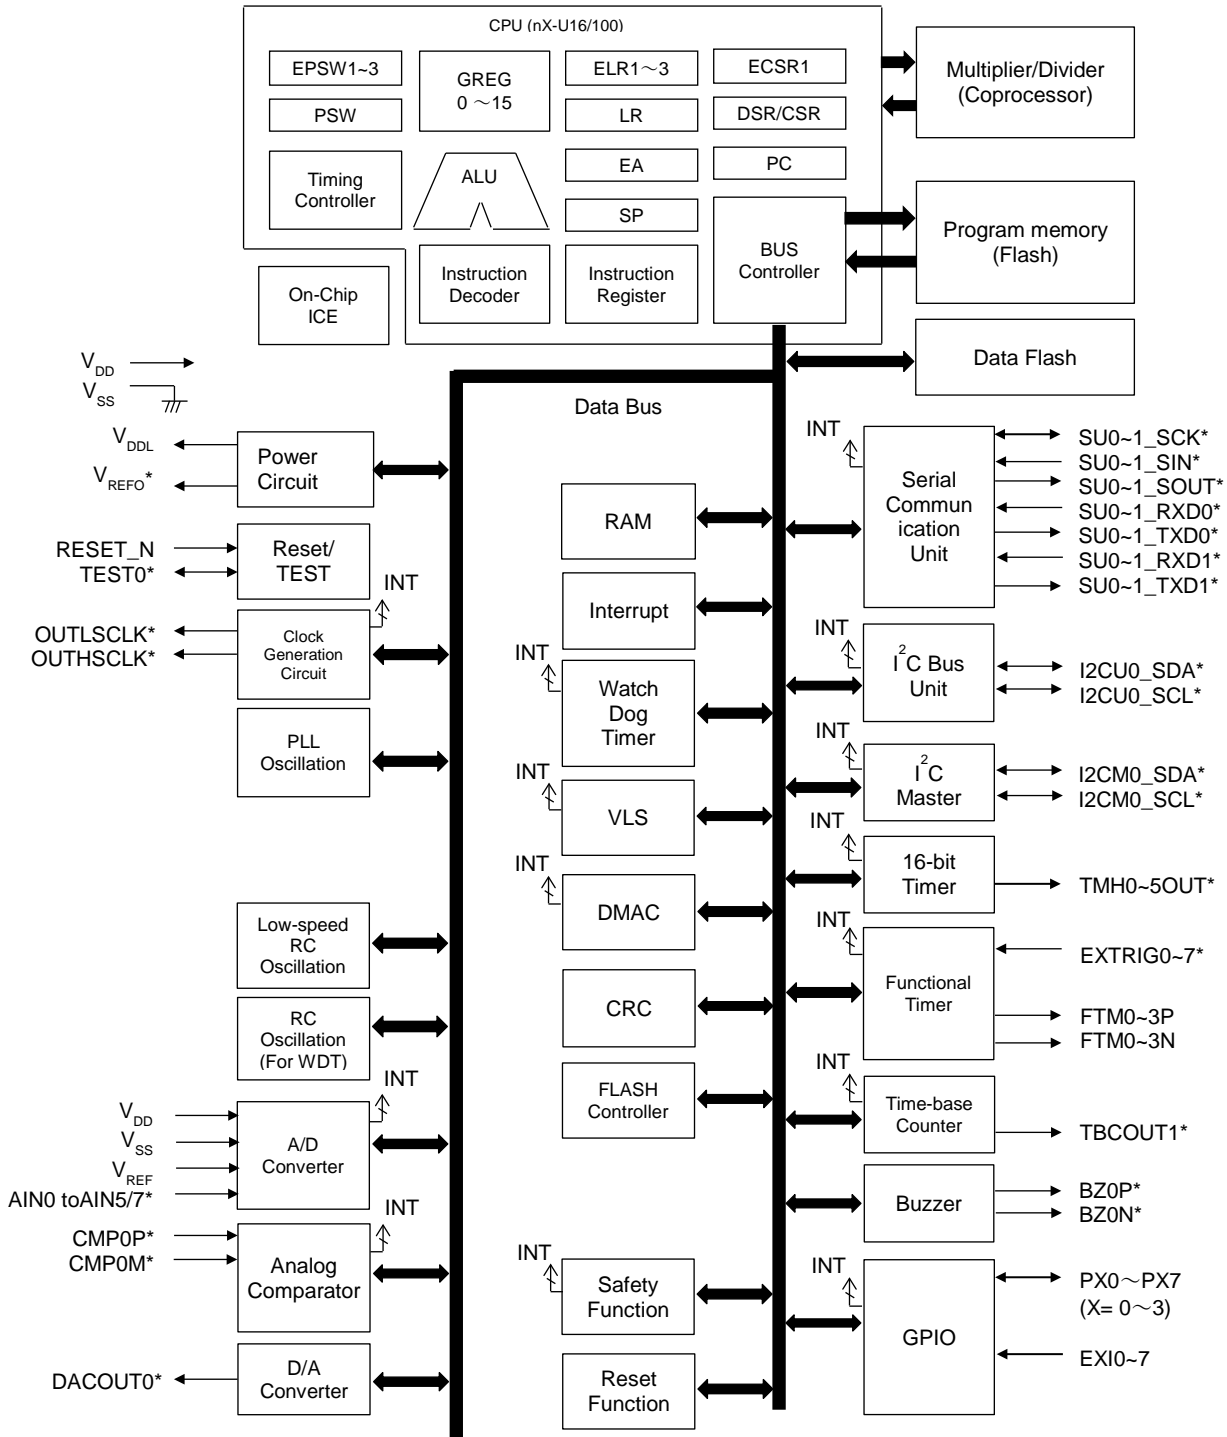 CPU (nX-U16/100)
EPSW1~3
GREG
0 ～15
ELR1～3
ECSR1
PSW
LR
DSR/CSR
Timing
Controller
ALU
EA
PC
SP
BUS
Controller
Instruction
Decoder
Instruction
Register
On-Chip
ICE
Multiplier/Divider
(Coprocessor)
Program memory
(Flash)
Data Flash
VDD
VSS
Data Bus
VDDL
VREFO*
Power
Circuit
RESET_N
TEST0*
Reset/
TEST
INT
OUTLSCLK*
OUTHSCLK*
Clock
Generation
Circuit
PLL
Oscillation
Low-speed
RC
Oscillation
RC
Oscillation
(For WDT)
INT
VDD
VSS
VREF
AIN0 toAIN5/7*
A/D
Converter
INT
CMP0P*
CMP0M*
Analog
Comparator
DACOUT0*
D/A
Converter
RAM
Interrupt
INT
Watch
Dog
Timer
INT
VLS
INT
DMAC
CRC
FLASH
Controller
INT
Safety
Function
Reset
Function
INT
Serial
Commun
ication
Unit
SU0~1_SCK*
SU0~1_SIN*
SU0~1_SOUT*
SU0~1_RXD0*
SU0~1_TXD0*
SU0~1_RXD1*
SU0~1_TXD1*
INT
I2C Bus
Unit
I2CU0_SDA*
I2CU0_SCL*
INT
I2C
Master
I2CM0_SDA*
I2CM0_SCL*
INT
16-bit
Timer
TMH0~5OUT*
INT
Functional
Timer
EXTRIG0~7*
FTM0~3P
FTM0~3N
INT
Time-base
Counter
TBCOUT1*
Buzzer
BZ0P*
BZ0N*
INT
GPIO
PX0～PX7
(X= 0～3)
EXI0~7